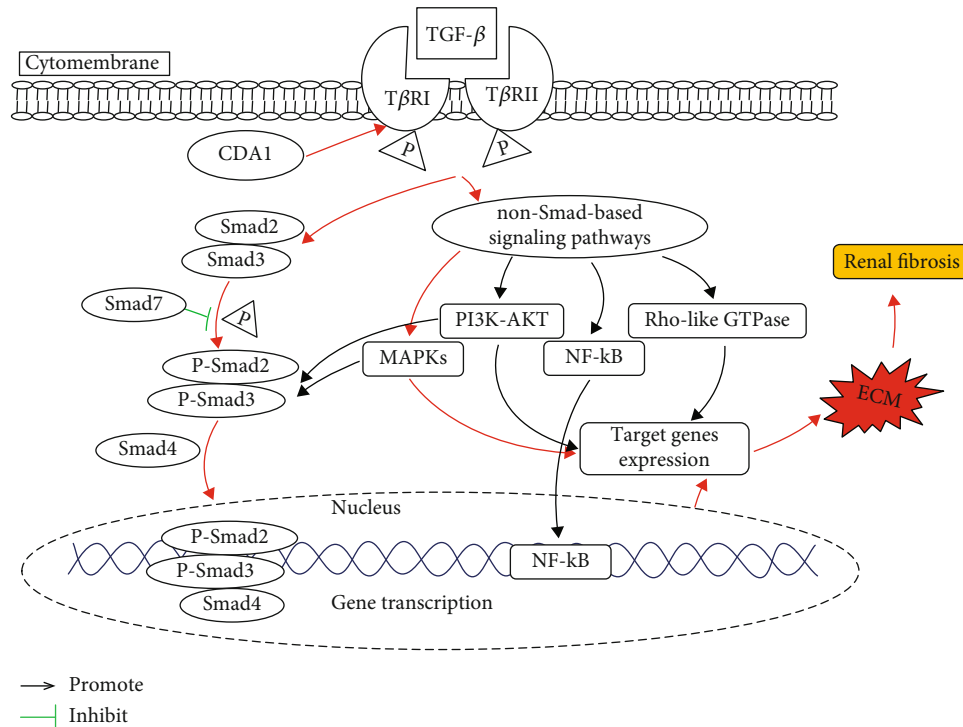 TGF-β
Cytomembrane
TβRI
TβRII
P
P
CDA1
non-Smad-based
signaling pathways
Smad2
Smad3
Renal fibrosis
Smad7
P
PI3K-AKT
Rho-like GTPase
MAPKs
NF-kB
P-Smad2
P-Smad3
ECM
Smad4
Target genes
expression
Nucleus
P-Smad2
P-Smad3
Smad4
NF-kB
Gene transcription
Promote
Inhibit